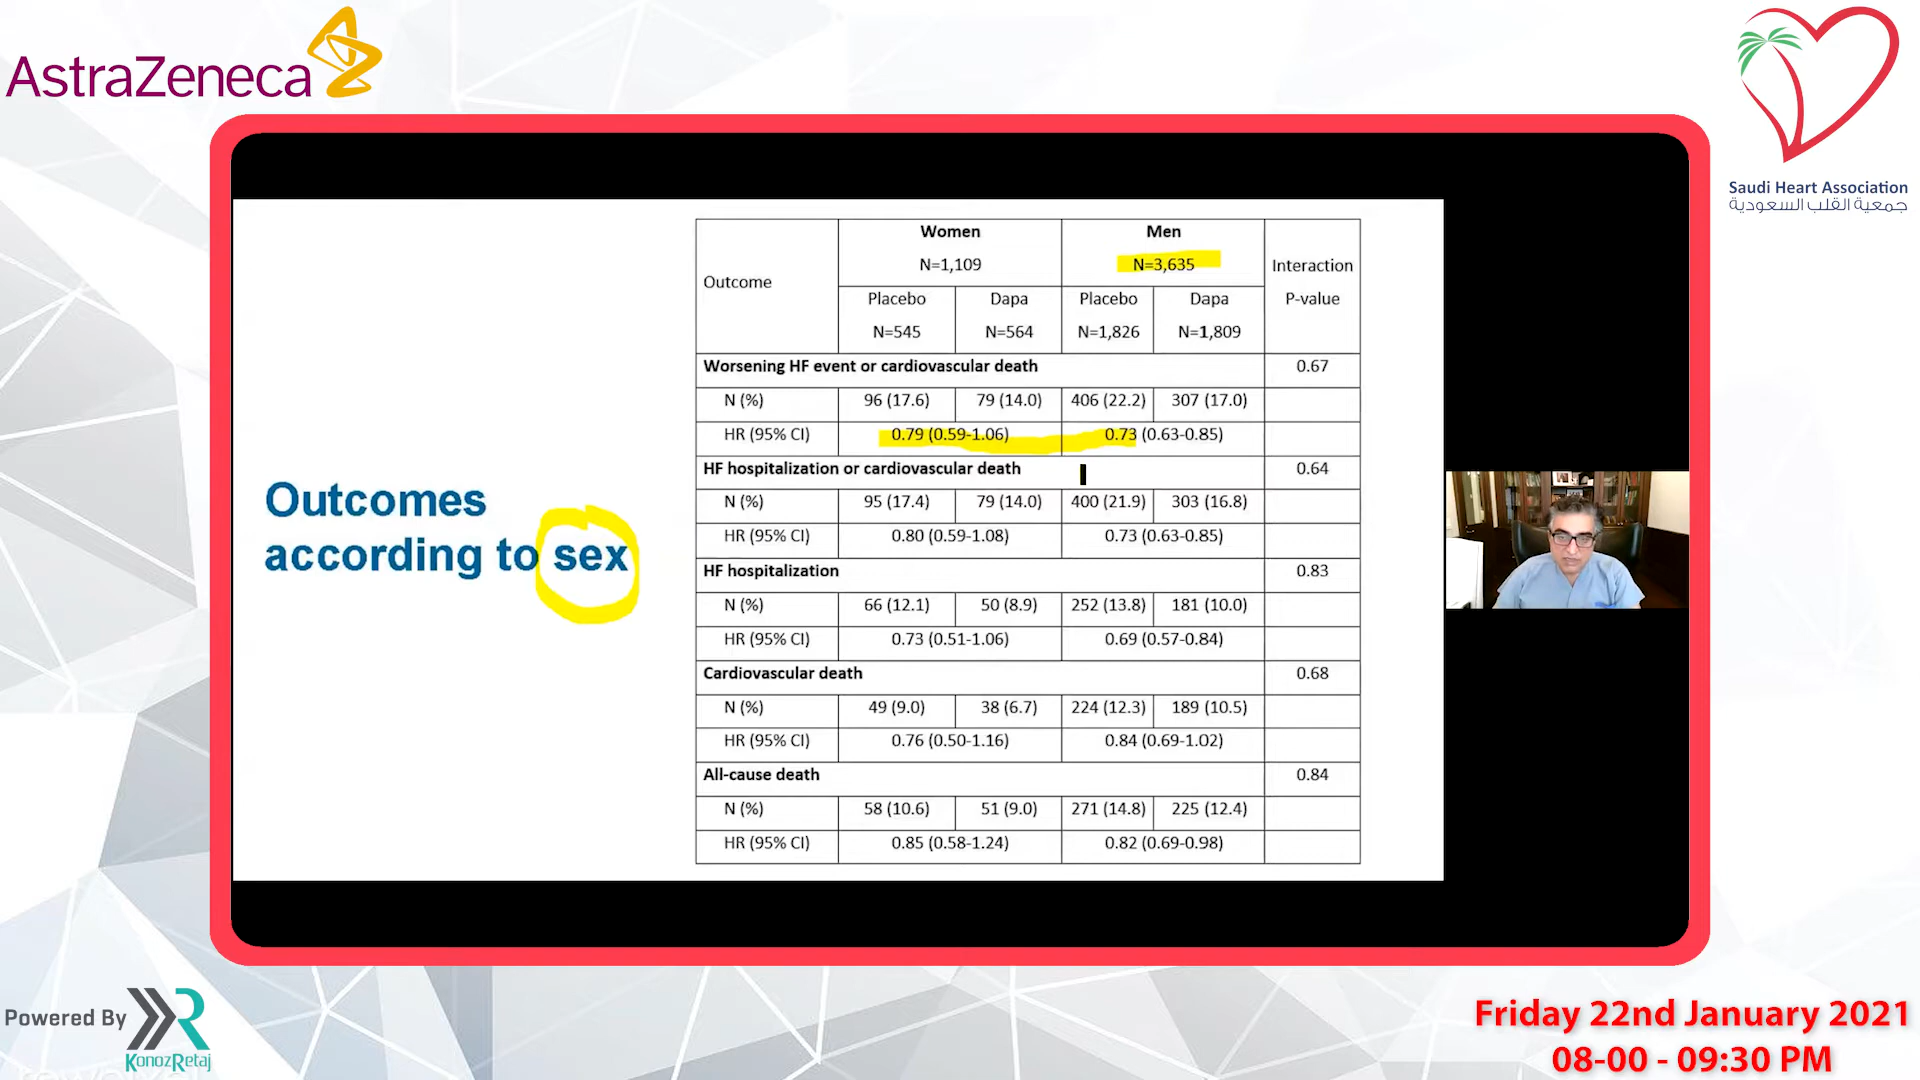 AstraZeneca
Saudi Heart Association
جمعية القلب السعودية
Outcomes
according to sex
Outcome
Women
N=1,109
Men
N=3,635
Interaction
P-value
Placebo
N=545
Dapa
N=564
Placebo
N=1,826
Dapa
N=1,809
Worsening HF event or cardiovascular death 0.67
N (%) 96 (17.6) 79 (14.0) 406 (22.2) 307 (17.0)
HR (95% CI) 0.79 (0.59-1.06) 0.73 (0.63-0.85)
HF hospitalization or cardiovascular death 0.64
N (%) 95 (17.4) 79 (14.0) 400 (21.9) 303 (16.8)
HR (95% CI) 0.80 (0.59-1.08) 0.73 (0.63-0.85)
HF hospitalization 0.83
N (%) 66 (12.1) 50 (8.9) 252 (13.8) 181 (10.0)
HR (95% CI) 0.73 (0.51-1.06) 0.69 (0.57-0.84)
Cardiovascular death 0.68
N (%) 49 (9.0) 38 (6.7) 224 (12.3) 189 (10.5)
HR (95% CI) 0.76 (0.50-1.16) 0.84 (0.69-1.02)
All-cause death 0.84
N (%) 58 (10.6) 51 (9.0) 271 (14.8) 225 (12.4)
HR (95% CI) 0.85 (0.58-1.24) 0.82 (0.69-0.98)
Powered By
KonozRetaj
Friday 22nd January 2021
08-00 - 09:30 PM